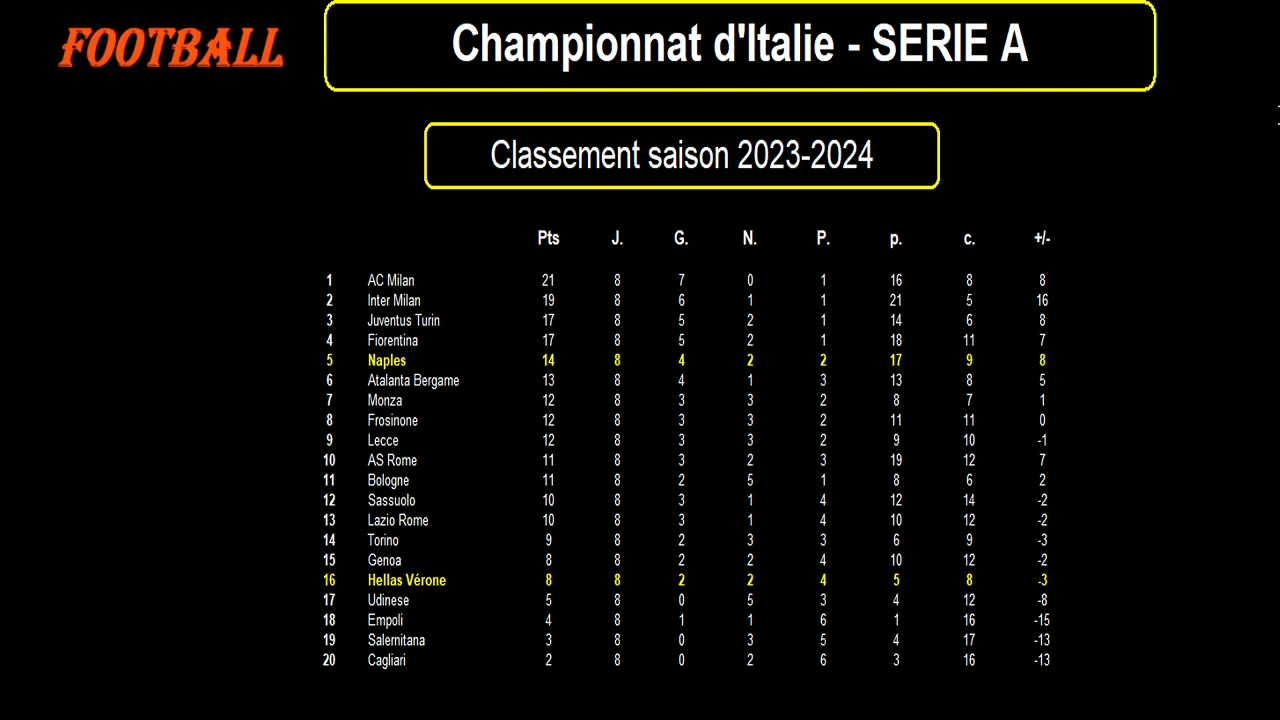 FOOTBALL
Championnat d'Italie - SERIE A
Classement saison 2023-2024
Pts J. G. N. P. p. c. +/-
1 AC Milan 21 8 7 0 1 16 8 8
2 Inter Milan 19 8 6 1 1 21 5 16
3 Juventus Turin 17 8 5 2 1 14 6 8
4 Fiorentina 17 8 5 2 1 18 11 7
5 Naples 14 8 4 2 2 17 9 8
6 Atalanta Bergame 13 8 4 1 3 13 8 5
7 Monza 12 8 3 3 2 8 7 1
8 Frosinone 12 8 3 3 2 11 11 0
9 Lecce 12 8 3 3 2 9 10 -1
10 AS Rome 11 8 3 2 3 19 12 7
11 Bologne 11 8 2 5 1 8 6 2
12 Sassuolo 10 8 3 1 4 12 14 -2
13 Lazio Rome 10 8 3 1 4 10 12 -2
14 Torino 9 8 2 3 3 6 9 -3
15 Genoa 8 8 2 2 4 10 12 -2
16 Hellas Vérone 8 8 2 2 4 5 8 -3
17 Udinese 5 8 0 5 3 4 12 -8
18 Empoli 4 8 1 1 6 1 16 -15
19 Salernitana 3 8 0 3 5 4 17 -13
20 Cagliari 2 8 0 2 6 3 16 -13